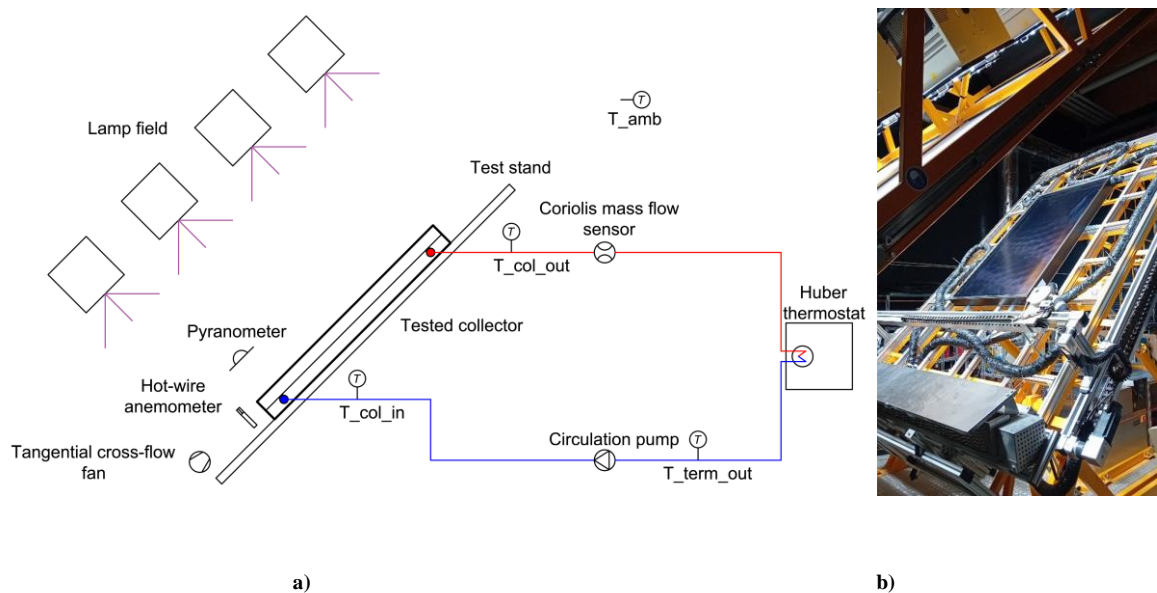 Lamp field
T
T_amb
Test stand
Coriolis mass flow
sensor
T
T_col_out
Huber
thermostat
Tested collector
Pyranometer
Hot-wire
anemometer
T
T_col_in
Tangential cross-flow
fan
Circulation pump
T
T_term_out
a)
b)